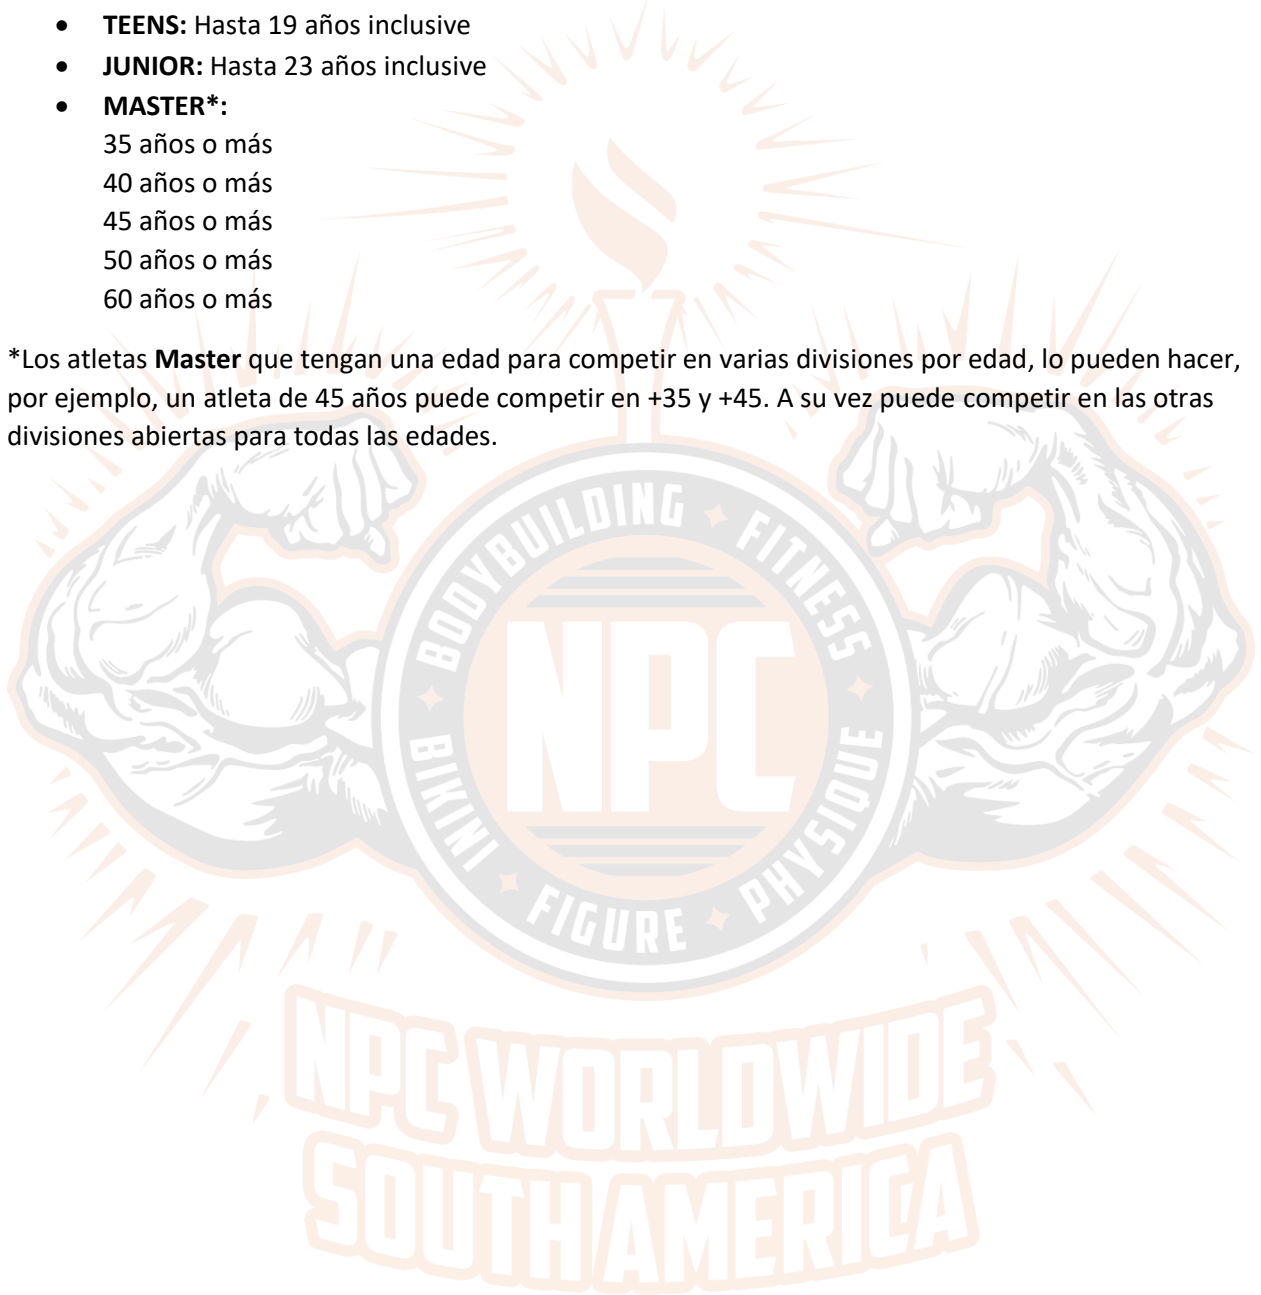 • TEENS: Hasta 19 años inclusive
• JUNIOR: Hasta 23 años inclusive
• MASTER*:
35 años o más
40 años o más
45 años o más
50 años o más
60 años o más
*Los atletas Master que tengan una edad para competir en varias divisiones por edad, lo pueden hacer,
por ejemplo, un atleta de 45 años puede competir en +35 y +45. A su vez puede competir en las otras
divisiones abiertas para todas las edades.
BODYBUILDING FITNESS
NPC
BIKINI FIGURE PHYSIQUE
NPC WORLDWIDE
SOUTH AMERICA